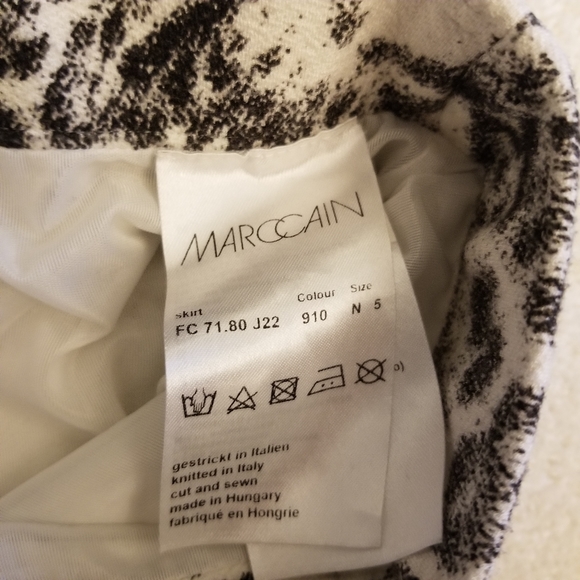 MARCCAIN
skirt Colour Size
FC 71.80 J22 910 N 5
gestrickt in Italien
knitted in Italy
cut and sewn
made in Hungary
fabriqué en Hongrie